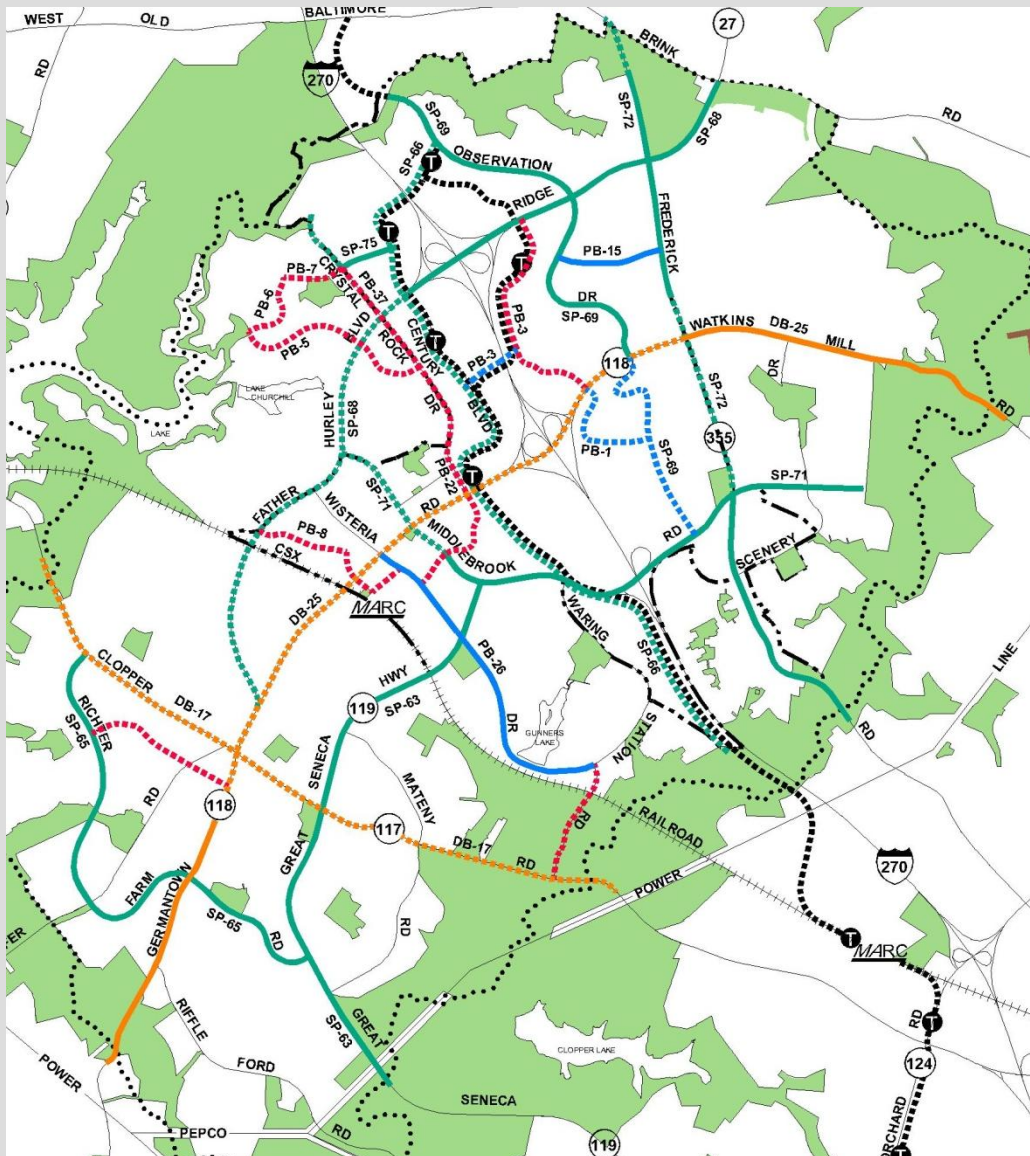 WEST OLD BALTIMORE
RD
270
27
BRINK
RD
SP-72
SP-68
SP-69
SP-66
OBSERVATION
T
RIDGE
FREDERICK
T
SP-75
PB-15
T
CRYSTAL
PB-7
PB-37
PB-6
DR
SP-69
PB-3
CENTURY
BLVD
ROCK
WATKINS
DB-25
MILL
RD
PB-5
T
118
PB-3
DR
LAKE
CHURCHILL
DR
BLVD
SP-72
HURLEY
SP-68
LAKE
355
SP-69
PB-1
PB-22
T
SP-71
SP-71
FATHER
WISTERIA
RD
PB-8
MIDDLEBROOK
RD
SCENERY
CSX
DB-25
MARC
WARING
SP-66
LINE
PB-26
HWY
SP-63
CLOPPER
119
DR
GUNNERS
LAKE
STATION
RD
RICHTER
SP-65
DB-17
SENECA
MATENY
RD
118
117
RAILROAD
RD
GREAT
DB-17
RD
POWER
270
FARM
GERMANTOWN
SP-65
RD
RD
T
MARC
RIFFLE
GREAT
SP-63
RD
T
CLOPPER LAKE
FORD
124
POWER
SENECA
ORCHARD
PEPCO
RD
119
T